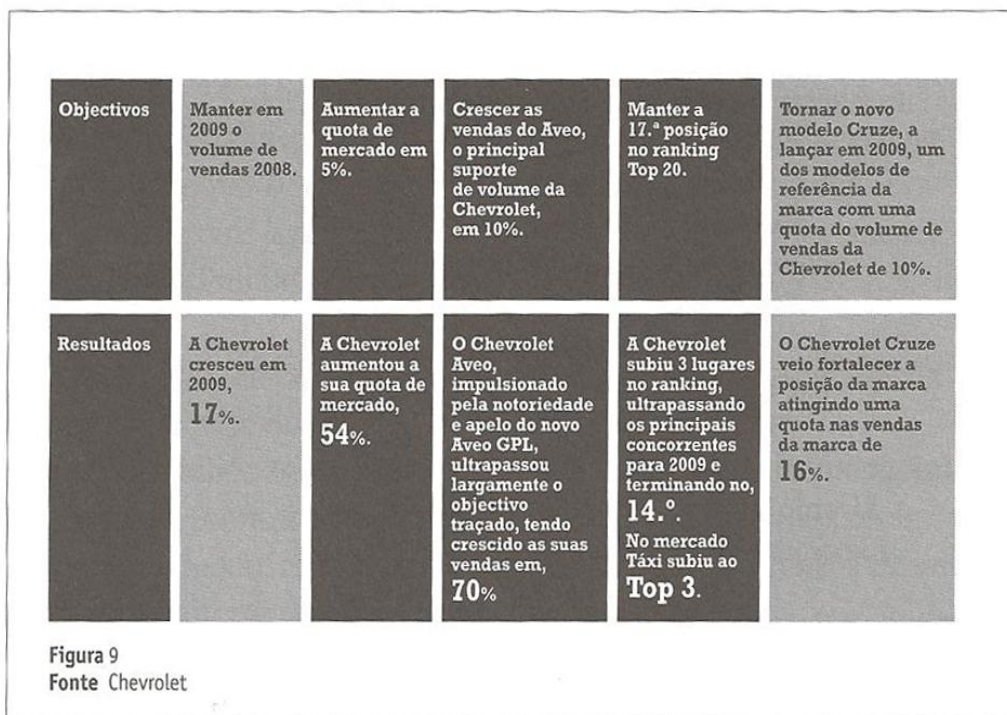 Objectivos
Manter em
2009 o
volume de
vendas 2008.
Aumentar a
quota de
mercado em
5%.
Crescer as
vendas do Aveo,
o principal
suporte
de volume da
Chevrolet,
em 10%.
Manter a
17.ª posição
no ranking
Top 20.
Tornar o novo
modelo Cruze, a
lançar em 2009, um
dos modelos de
referência da
marca com uma
quota do volume de
vendas da
Chevrolet de 10%.
Resultados
A Chevrolet
cresceu em
2009,
17%.
A Chevrolet
aumentou a
sua quota de
mercado,
54%.
O Chevrolet
Aveo,
impulsionado
pela notoriedade
e apelo do novo
Aveo GPL,
ultrapassou
largamente o
objectivo
traçado, tendo
crescido as suas
vendas em,
70%
A Chevrolet
subiu 3 lugares
no ranking,
ultrapassando
os principais
concorrentes
para 2009 e
terminando no,
14.º.
No mercado
Táxi subiu ao
Top 3.
O Chevrolet Cruze
veio fortalecer a
posição da marca
atingindo uma
quota nas vendas
da marca de
16%.
Figura 9
Fonte Chevrolet